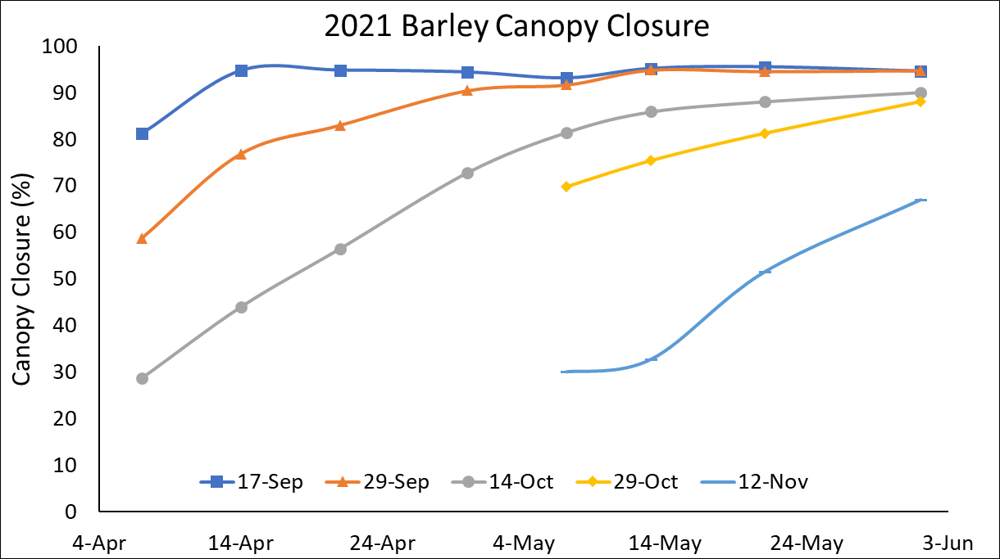 2021 Barley Canopy Closure
100
90
80
70
60
50
40
30
20
10
0
Canopy Closure (%)
17-Sep 29-Sep 14-Oct 29-Oct 12-Nov
4-Apr 14-Apr 24-Apr 4-May 14-May 24-May 3-Jun